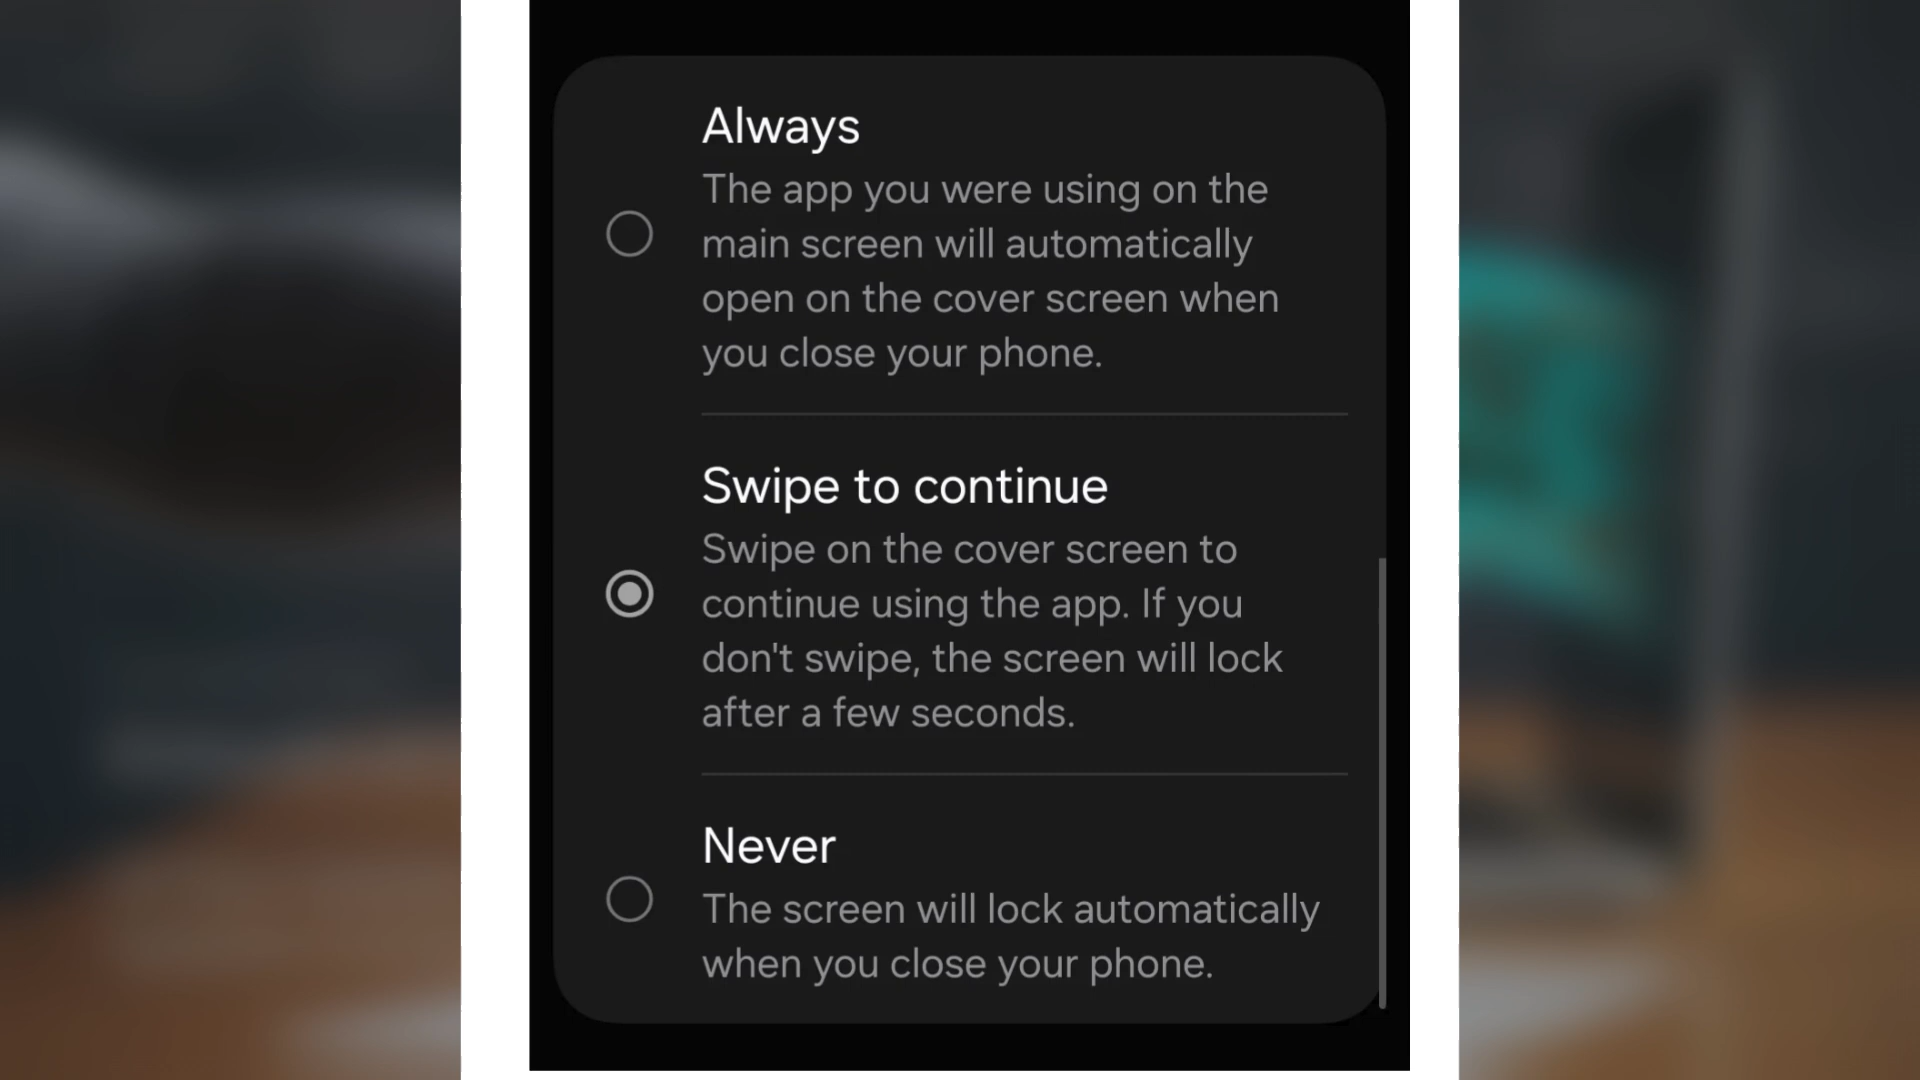 Always
The app you were using on the
main screen will automatically
open on the cover screen when
you close your phone.
Swipe to continue
Swipe on the cover screen to
continue using the app. If you
don't swipe, the screen will lock
after a few seconds.
Never
The screen will lock automatically
when you close your phone.